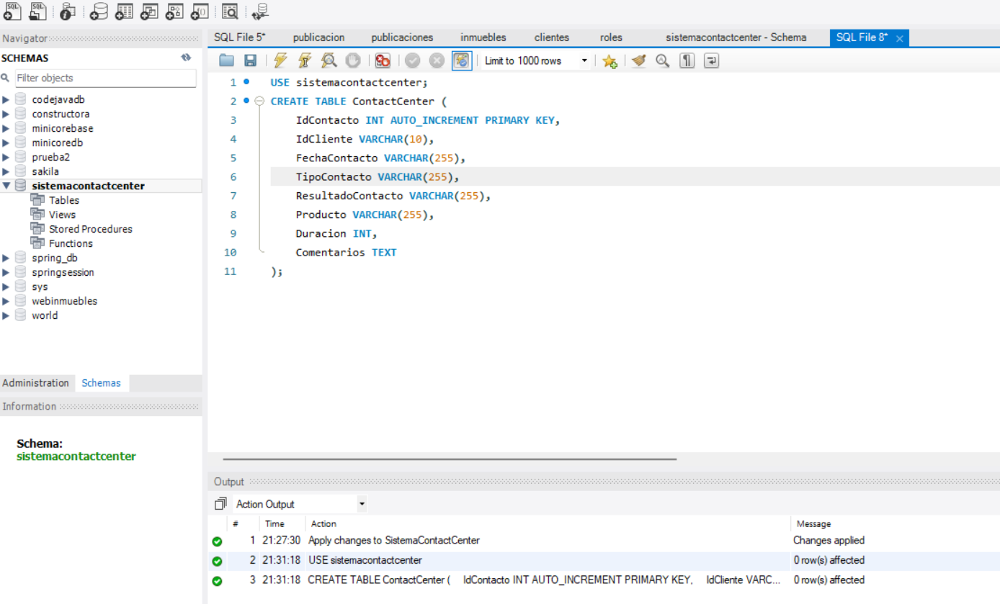 SQL SQL
Navigator
SCHEMAS
Filter objects
codejavadb
constructora
minicorebase
minicoredb
prueba2
sakila
sistemacontactcenter
Tables
Views
Stored Procedures
Functions
spring_db
springsession
sys
webinmuebles
world
Administration Schemas
Information
Schema:
sistemacontactcenter
SQL File 5* publicacion publicaciones inmuebles clientes roles sistemacontactcenter - Schema SQL File 8*
Limit to 1000 rows
1 USE sistemacontactcenter;
2 CREATE TABLE ContactCenter (
3 IdContacto INT AUTO_INCREMENT PRIMARY KEY,
4 IdCliente VARCHAR(10),
5 FechaContacto VARCHAR(255),
6 TipoContacto VARCHAR(255),
7 ResultadoContacto VARCHAR(255),
8 Producto VARCHAR(255),
9 Duracion INT,
10 Comentarios TEXT
11 );
Output
Action Output
# Time Action Message
1 21:27:30 Apply changes to SistemaContactCenter Changes applied
2 21:31:18 USE sistemacontactcenter 0 row(s) affected
3 21:31:18 CREATE TABLE ContactCenter ( IdContacto INT AUTO_INCREMENT PRIMARY KEY, IdCliente VARC... 0 row(s) affected